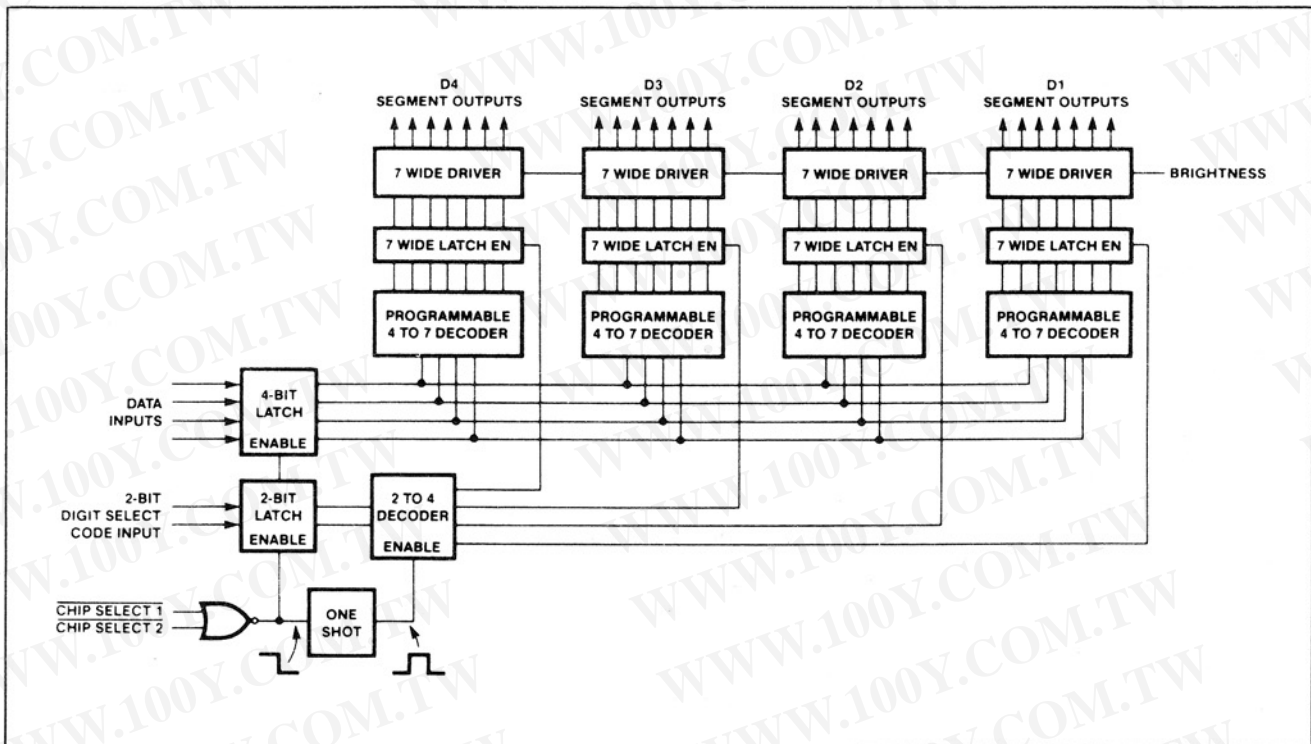 D4
SEGMENT OUTPUTS
D3
SEGMENT OUTPUTS
D2
SEGMENT OUTPUTS
D1
SEGMENT OUTPUTS
7 WIDE DRIVER
7 WIDE DRIVER
7 WIDE DRIVER
7 WIDE DRIVER
BRIGHTNESS
7 WIDE LATCH EN
7 WIDE LATCH EN
7 WIDE LATCH EN
7 WIDE LATCH EN
PROGRAMMABLE
4 TO 7 DECODER
PROGRAMMABLE
4 TO 7 DECODER
PROGRAMMABLE
4 TO 7 DECODER
PROGRAMMABLE
4 TO 7 DECODER
DATA
INPUTS
4-BIT
LATCH
ENABLE
2-BIT
DIGIT SELECT
CODE INPUT
2-BIT
LATCH
ENABLE
2 TO 4
DECODER
ENABLE
CHIP SELECT 1
CHIP SELECT 2
ONE
SHOT
WWW.100Y.COM.TW